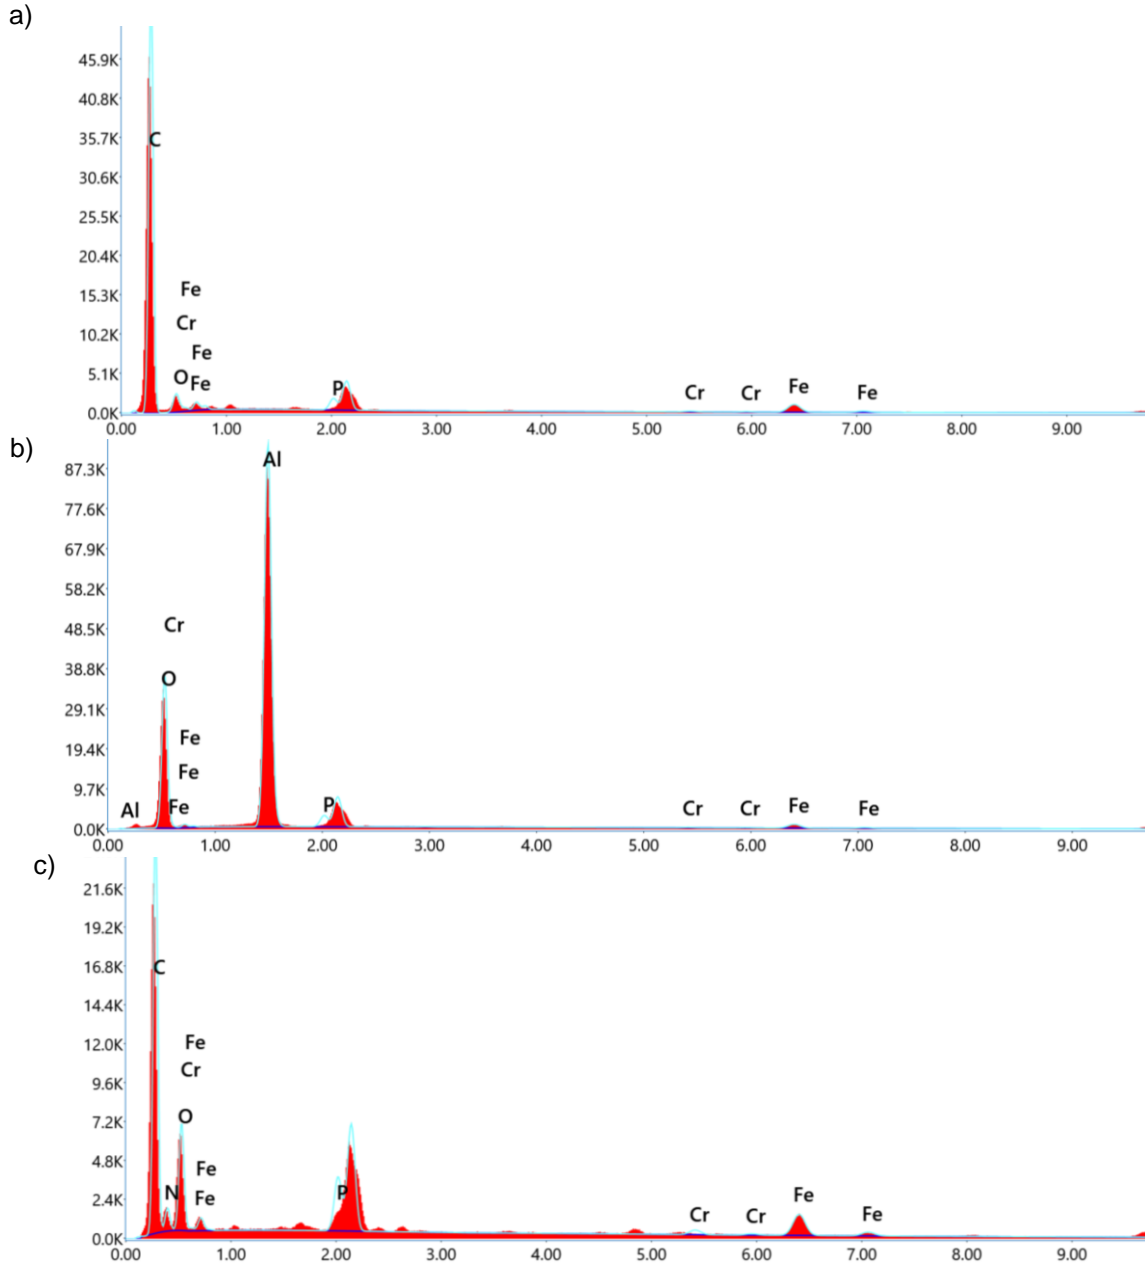 a)
45.9K
40.8K
35.7K
C
30.6K
25.5K
20.4K
Fe
15.3K
Cr
10.2K
Fe
5.1K
O Fe P Cr Cr Fe Fe
0.0K
0.00 1.00 2.00 3.00 4.00 5.00 6.00 7.00 8.00 9.00
b)
Al
87.3K
77.6K
67.9K
58.2K
48.5K
Cr
38.8K
O
29.1K
Fe
19.4K
Fe
9.7K
Al Fe P Cr Cr Fe Fe
0.0K
0.00 1.00 2.00 3.00 4.00 5.00 6.00 7.00 8.00 9.00
c)
21.6K
19.2K
16.8K
C
14.4K
12.0K
Fe
Cr
9.6K
7.2K
O
4.8K
Fe
2.4K
N Fe P Cr Cr Fe Fe
0.0K
0.00 1.00 2.00 3.00 4.00 5.00 6.00 7.00 8.00 9.00